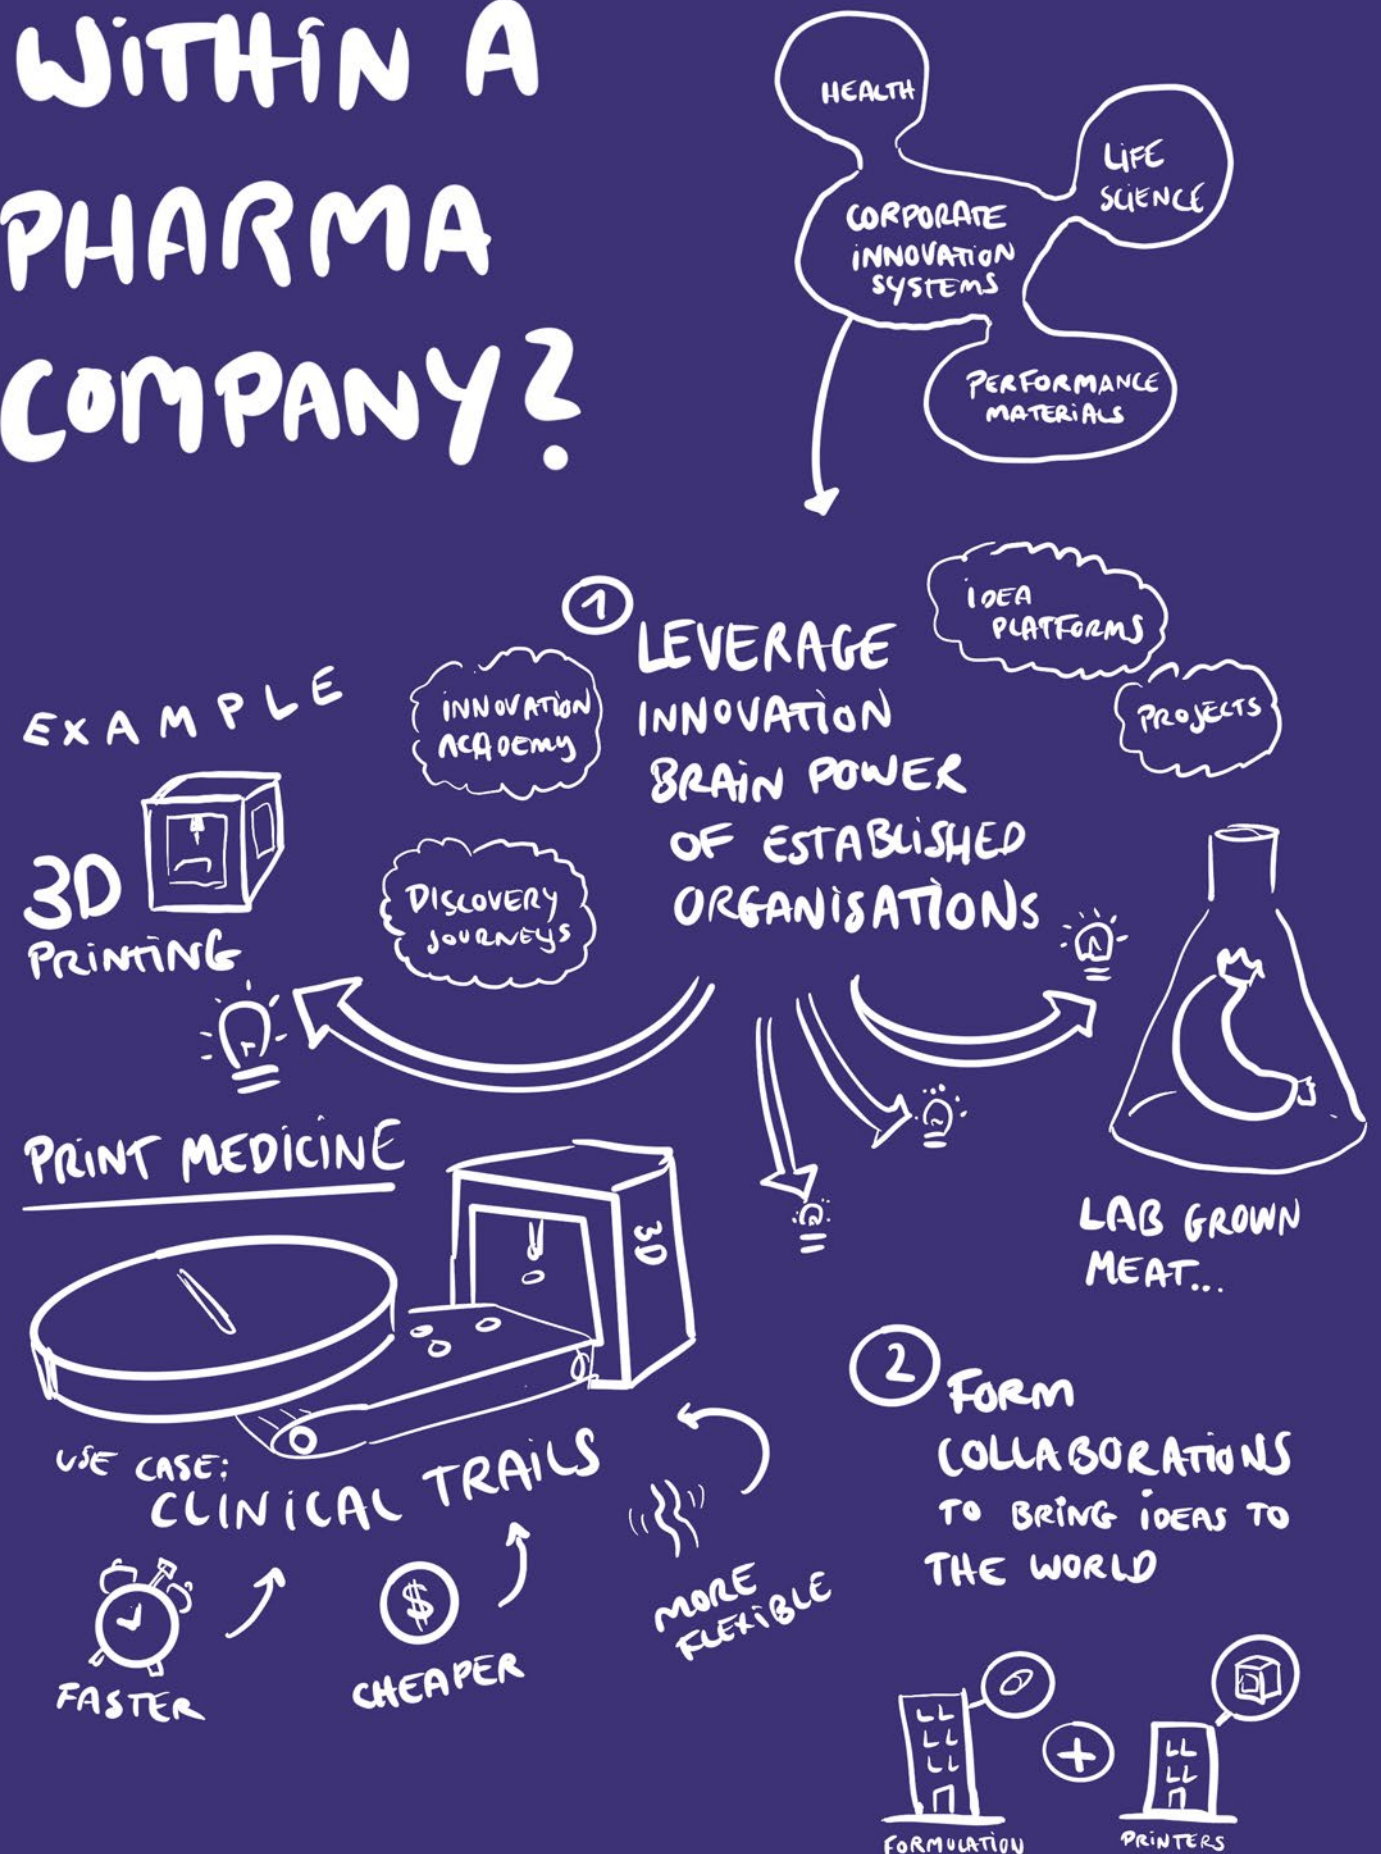 WITHIN A
PHARMA
COMPANY?
HEALTH
LIFE
SCIENCE
CORPORATE
INNOVATION
SYSTEMS
PERFORMANCE
MATERIALS
1
LEVERAGE
INNOVATION
BRAIN POWER
OF ESTABLISHED
ORGANISATIONS
IDEA
PLATFORMS
PROJECTS
INNOVATION
ACADEMY
DISCOVERY
JOURNEYS
EXAMPLE
3D
PRINTING
PRINT MEDICINE
3D
USE CASE:
CLINICAL TRAILS
FASTER
$
CHEAPER
MORE
FLEXIBLE
LAB GROWN
MEAT...
2
FORM
COLLABORATIONS
TO BRING IDEAS TO
THE WORLD
+
FORMULATION
PRINTERS